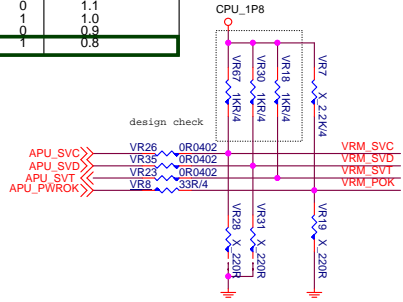 0 1.1
1 1.0
0 0.9
1 0.8
CPU_1P8
VR67 1KR/4
VR30 1KR/4
VR18 1KR/4
VR7 X_2.2K/4
design check
APU_SVC VR26 0R0402 VRM_SVC
APU_SVD VR35 0R0402 VRM_SVD
APU_SVT VR23 0R0402 VRM_SVT
APU_PWROK VR8 33R/4 VRM_POK
VR29 X_220R
VR31 X_220R
VR19 X_220R